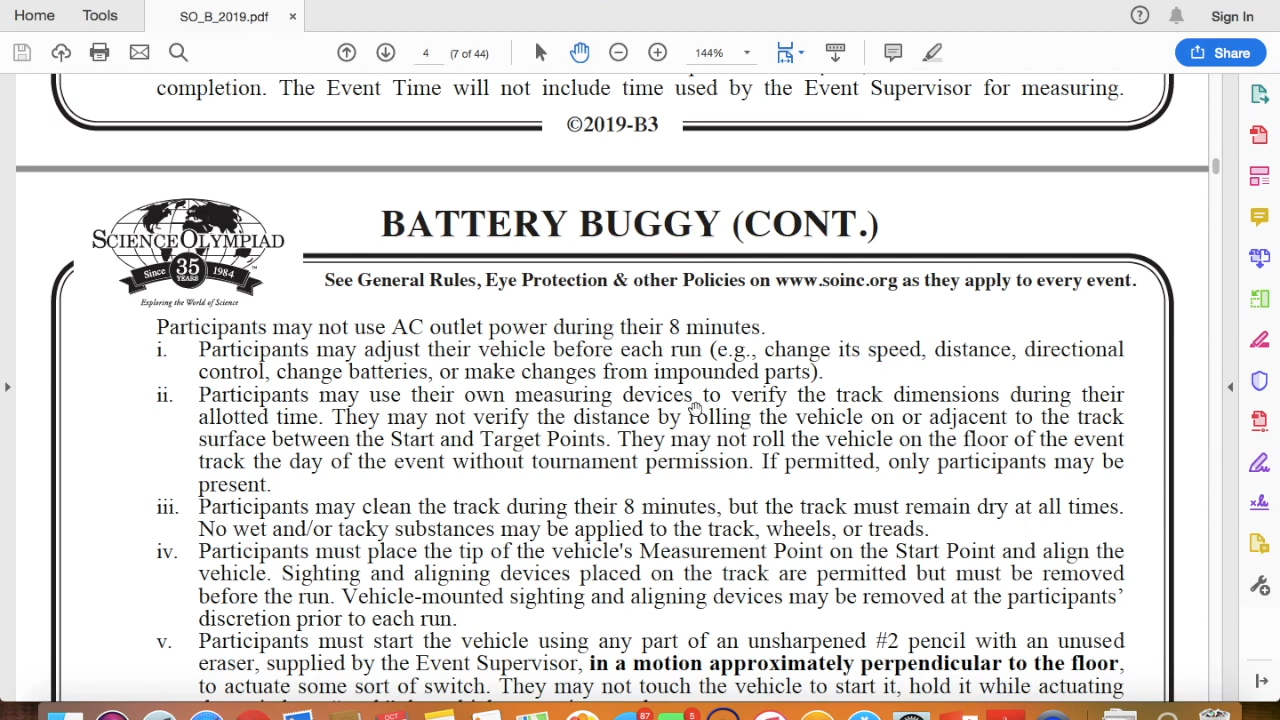 Home
Tools
SO_B_2019.pdf
×
?
Sign In
4
(7 of 44)
144%
Share
completion. The Event Time will not include time used by the Event Supervisor for measuring.
©2019-B3
SCIENCE OLYMPIAD
Since 35 YEARS 1984
Exploring the World of Science
BATTERY BUGGY (CONT.)
See General Rules, Eye Protection & other Policies on www.soinc.org as they apply to every event.
Participants may not use AC outlet power during their 8 minutes.
i. Participants may adjust their vehicle before each run (e.g., change its speed, distance, directional
control, change batteries, or make changes from impounded parts).
ii. Participants may use their own measuring devices to verify the track dimensions during their
allotted time. They may not verify the distance by rolling the vehicle on or adjacent to the track
surface between the Start and Target Points. They may not roll the vehicle on the floor of the event
track the day of the event without tournament permission. If permitted, only participants may be
present.
iii. Participants may clean the track during their 8 minutes, but the track must remain dry at all times.
No wet and/or tacky substances may be applied to the track, wheels, or treads.
iv. Participants must place the tip of the vehicle's Measurement Point on the Start Point and align the
vehicle. Sighting and aligning devices placed on the track are permitted but must be removed
before the run. Vehicle-mounted sighting and aligning devices may be removed at the participants’
discretion prior to each run.
v. Participants must start the vehicle using any part of an unsharpened #2 pencil with an unused
eraser, supplied by the Event Supervisor, in a motion approximately perpendicular to the floor,
to actuate some sort of switch. They may not touch the vehicle to start it, hold it while actuating
OCT
87
5